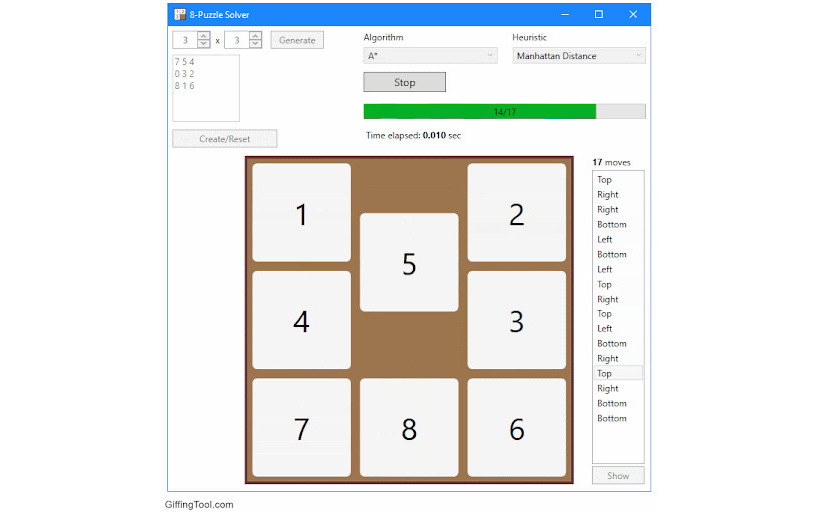 8-Puzzle Solver
3 x 3 Generate
7 5 4
0 3 2
8 1 6
Create/Reset
Algorithm
A*
Heuristic
Manhattan Distance
Stop
14/17
Time elapsed: 0.010 sec
1
2
5
4
3
7
8
6
17 moves
Top
Right
Right
Bottom
Left
Bottom
Left
Top
Right
Top
Left
Bottom
Right
Top
Right
Bottom
Bottom
Show
GiffingTool.com